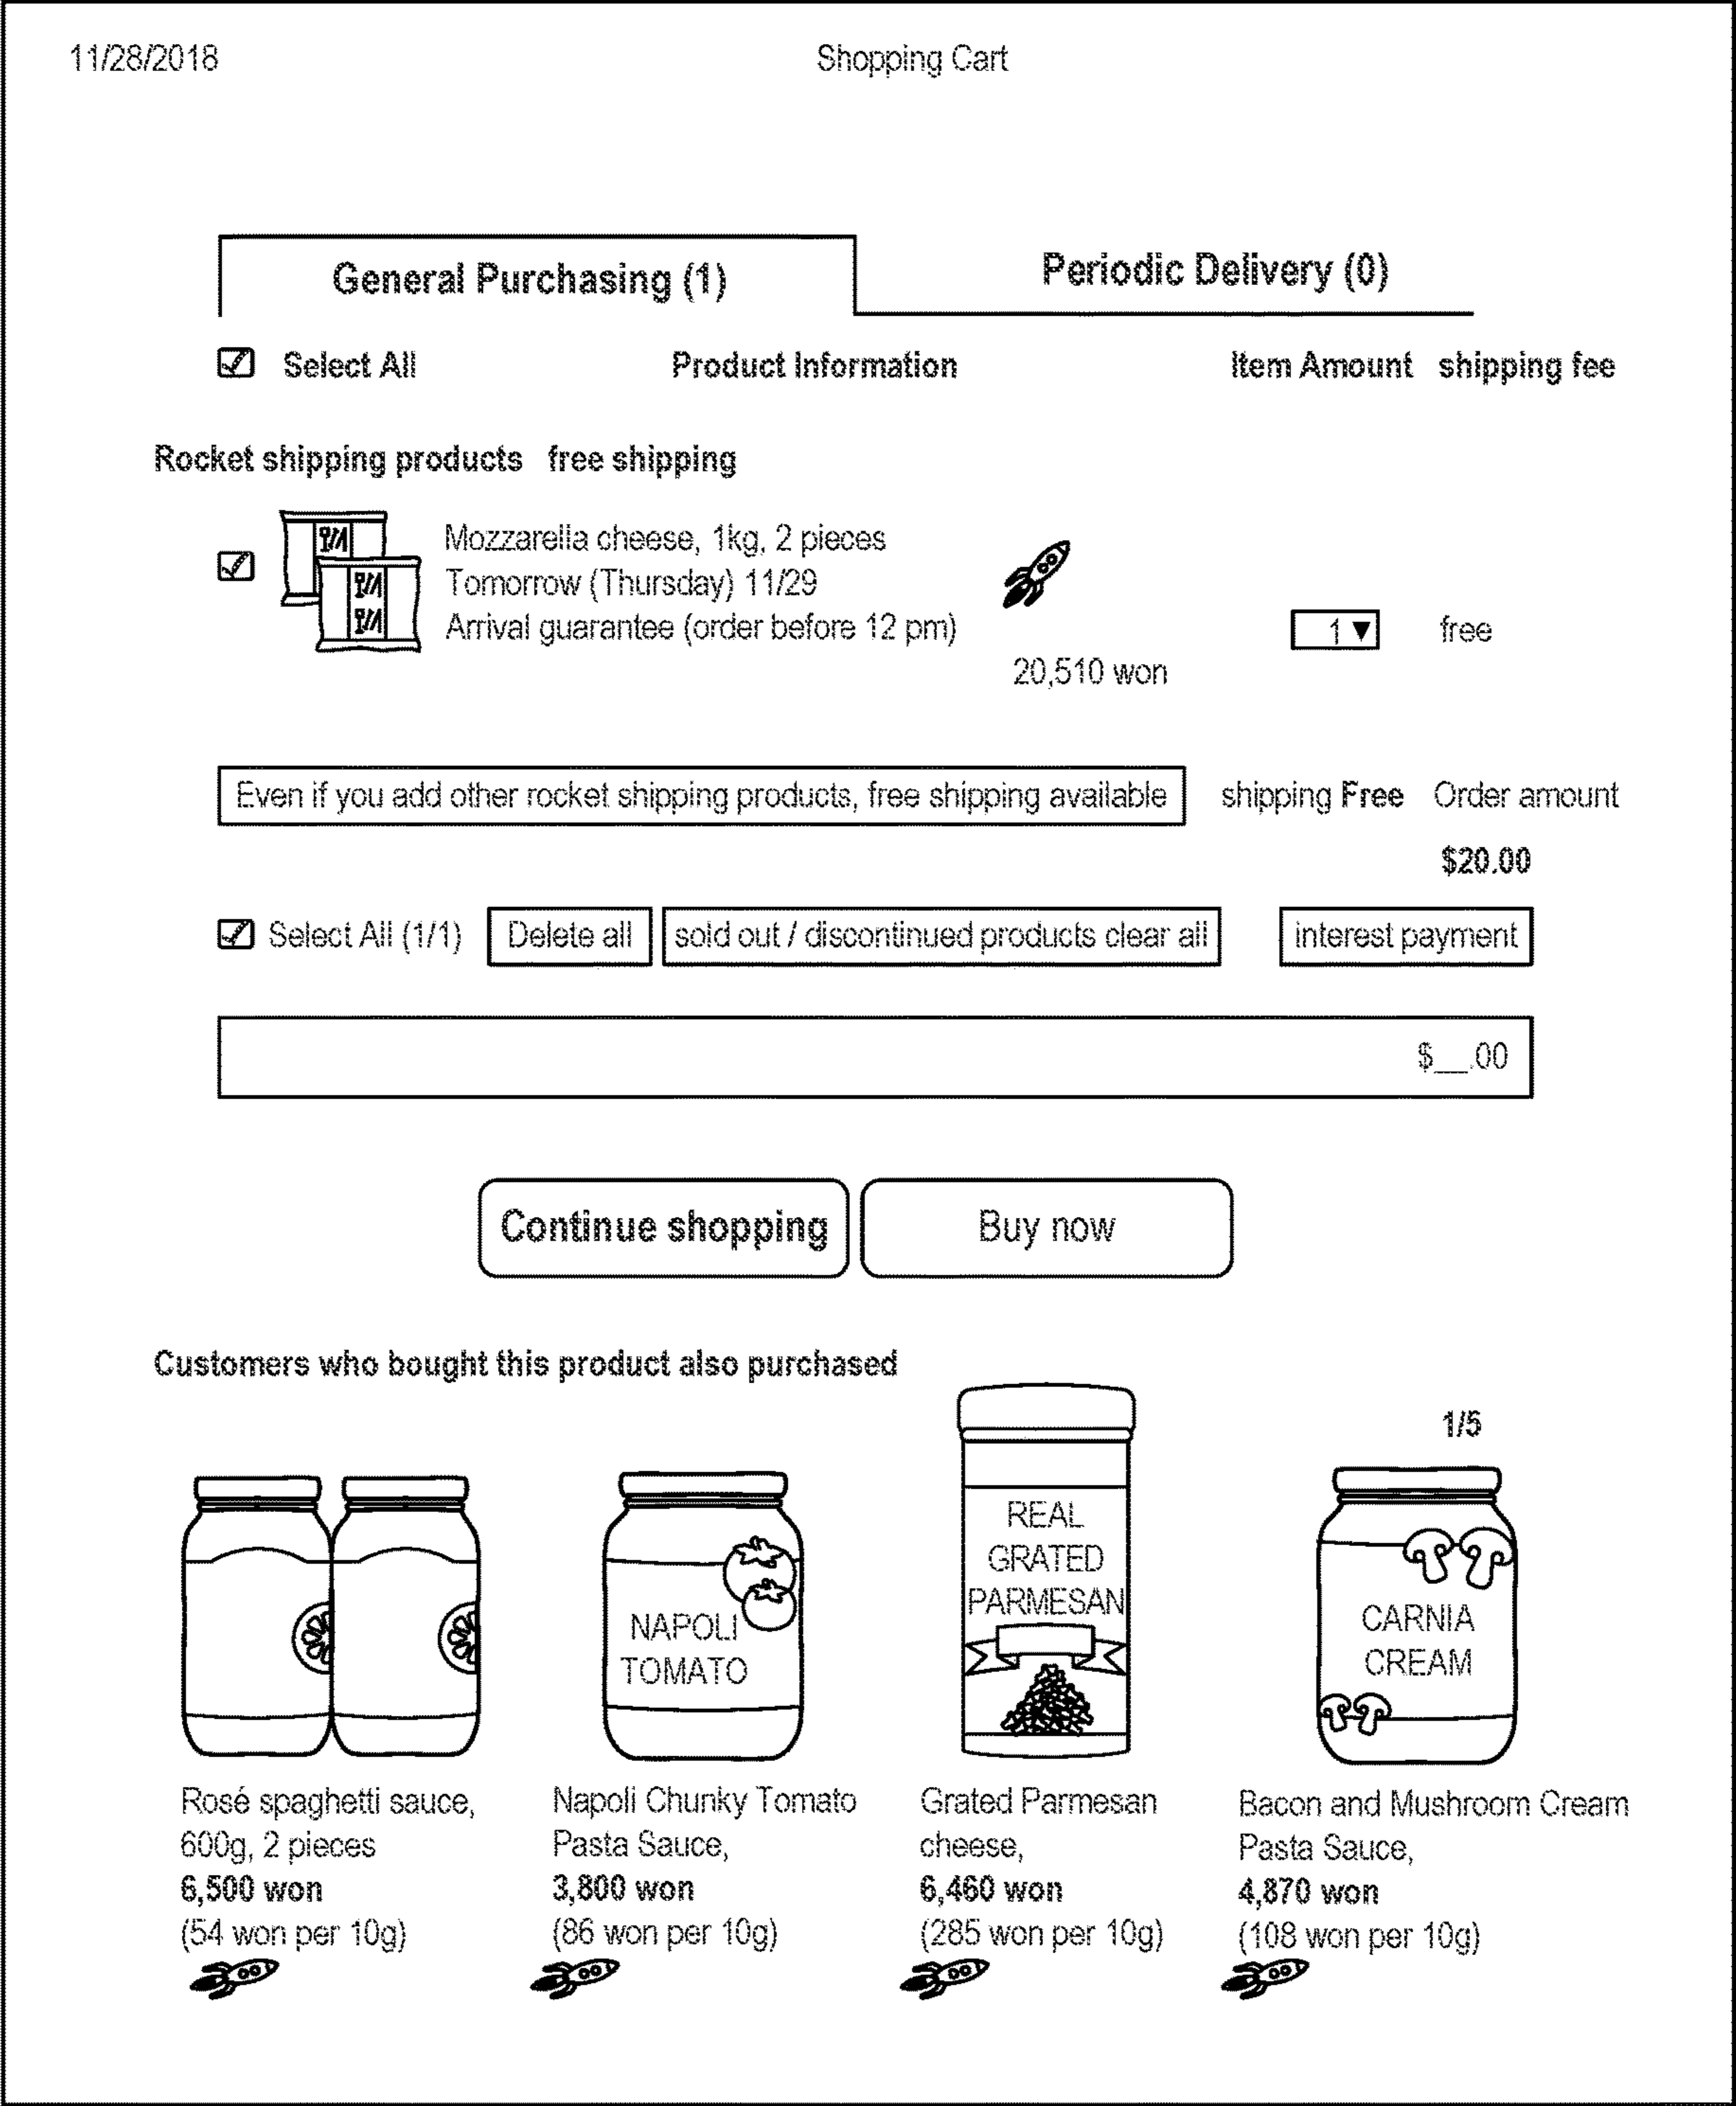 11/28/2018 Shopping Cart
General Purchasing (1) Periodic Delivery (0)
Select All Product Information Item Amount shipping fee
Rocket shipping products free shipping
Mozzarella cheese, 1kg, 2 pieces
Tomorrow (Thursday) 11/29
Arrival guarantee (order before 12 pm)
1 ▼ free
20,510 won
Even if you add other rocket shipping products, free shipping available shipping Free Order amount
$20.00
Select All (1/1) Delete all sold out / discontinued products clear all interest payment
$__.00
Continue shopping Buy now
Customers who bought this product also purchased
1/5
NAPOLI
TOMATO
REAL
GRATED
PARMESAN
CARNIA
CREAM
Rosé spaghetti sauce,
600g, 2 pieces
6,500 won
(54 won per 10g)
Napoli Chunky Tomato
Pasta Sauce,
3,800 won
(86 won per 10g)
Grated Parmesan
cheese,
6,460 won
(285 won per 10g)
Bacon and Mushroom Cream
Pasta Sauce,
4,870 won
(108 won per 10g)